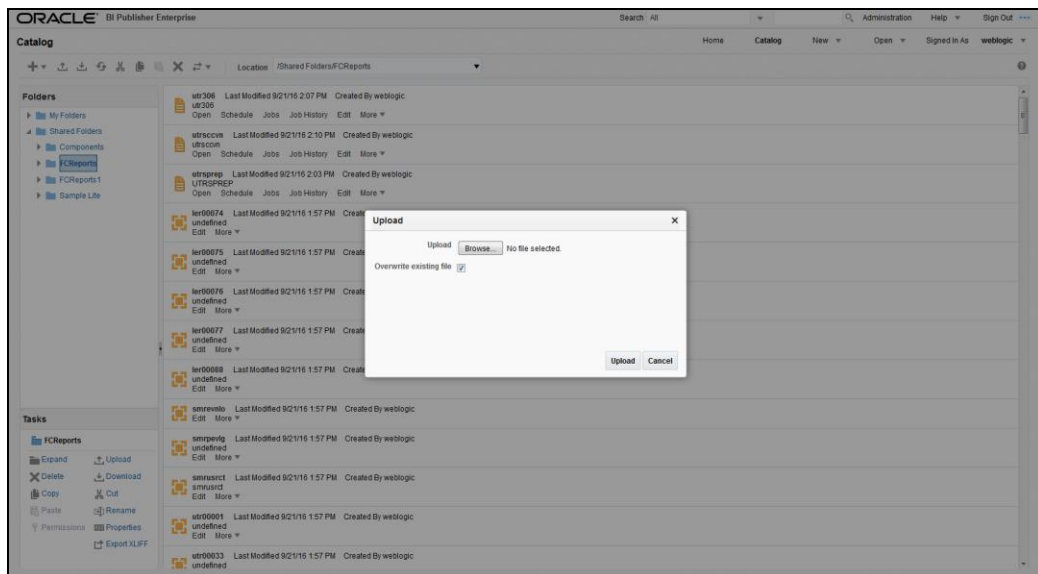 ORACLE BI Publisher Enterprise
Search All
Administration Help Sign Out
Catalog
Home Catalog New Open Signed In As weblogic
Location /Shared Folders/FCReports
Folders
My Folders
Shared Folders
Components
FCReports
FCReports1
Sample Lite
utr306 Last Modified 9/21/16 2:07 PM Created By weblogic
utr306
Open Schedule Jobs Job History Edit More
utrsccvn Last Modified 9/21/16 2:10 PM Created By weblogic
utrsccvn
Open Schedule Jobs Job History Edit More
utrsprep Last Modified 9/21/16 2:03 PM Created By weblogic
UTRSPREP
Open Schedule Jobs Job History Edit More
ler00074 Last Modified 9/21/16 1:57 PM Create
undefined
Edit More
ler00075 Last Modified 9/21/16 1:57 PM Create
undefined
Edit More
ler00076 Last Modified 9/21/16 1:57 PM Create
undefined
Edit More
ler00077 Last Modified 9/21/16 1:57 PM Create
undefined
Edit More
ler00088 Last Modified 9/21/16 1:57 PM Create
undefined
Edit More
smrevnlo Last Modified 9/21/16 1:57 PM Created By weblogic
Edit More
smrpevlg Last Modified 9/21/16 1:57 PM Created By weblogic
undefined
Edit More
smrusrct Last Modified 9/21/16 1:57 PM Created By weblogic
smrusrct
Edit More
utr00001 Last Modified 9/21/16 1:57 PM Created By weblogic
undefined
Edit More
utr00033 Last Modified 9/21/16 1:57 PM Created By weblogic
undefined
Upload
Upload Browse... No file selected.
Overwrite existing file
Upload Cancel
Tasks
FCReports
Expand Upload
Delete Download
Copy Cut
Paste Rename
Permissions Properties
Export XLIFF